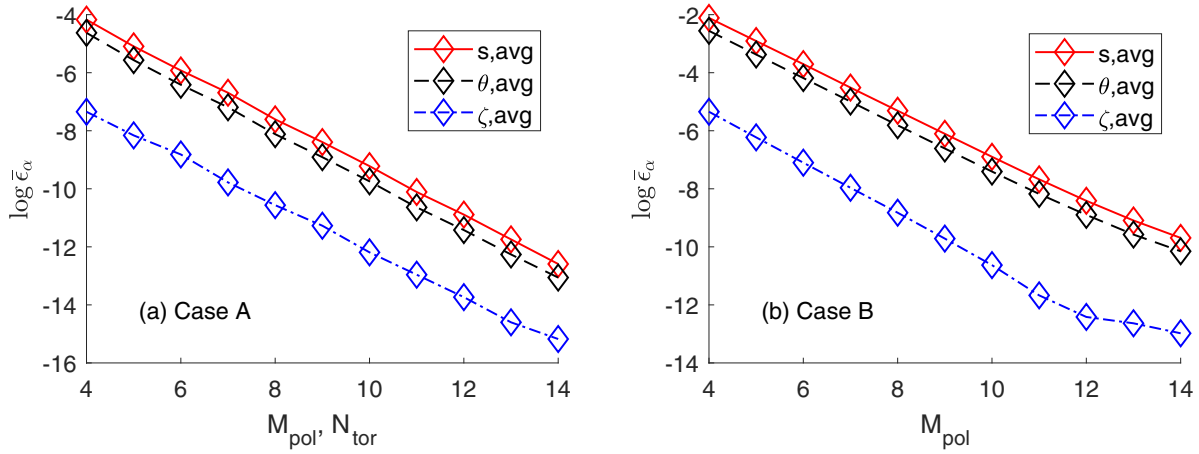 -4
-6
-8
-10
-12
-14
-16
log ϵ̄α
s,avg
θ,avg
ζ,avg
(a) Case A
4 6 8 10 12 14
M_pol, N_tor
-2
-4
-6
-8
-10
-12
-14
log ϵ̄α
s,avg
θ,avg
ζ,avg
(b) Case B
4 6 8 10 12 14
M_pol